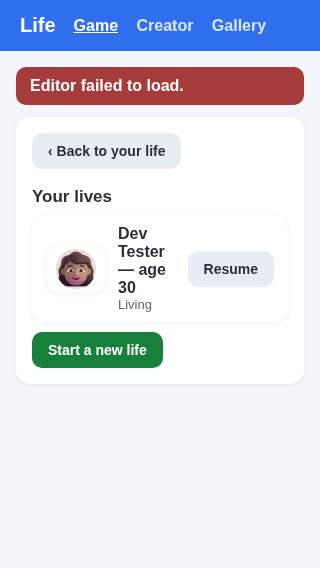 Life Game Creator Gallery
Editor failed to load.
‹ Back to your life
Your lives
Dev
Tester
— age
30
Living
Resume
Start a new life